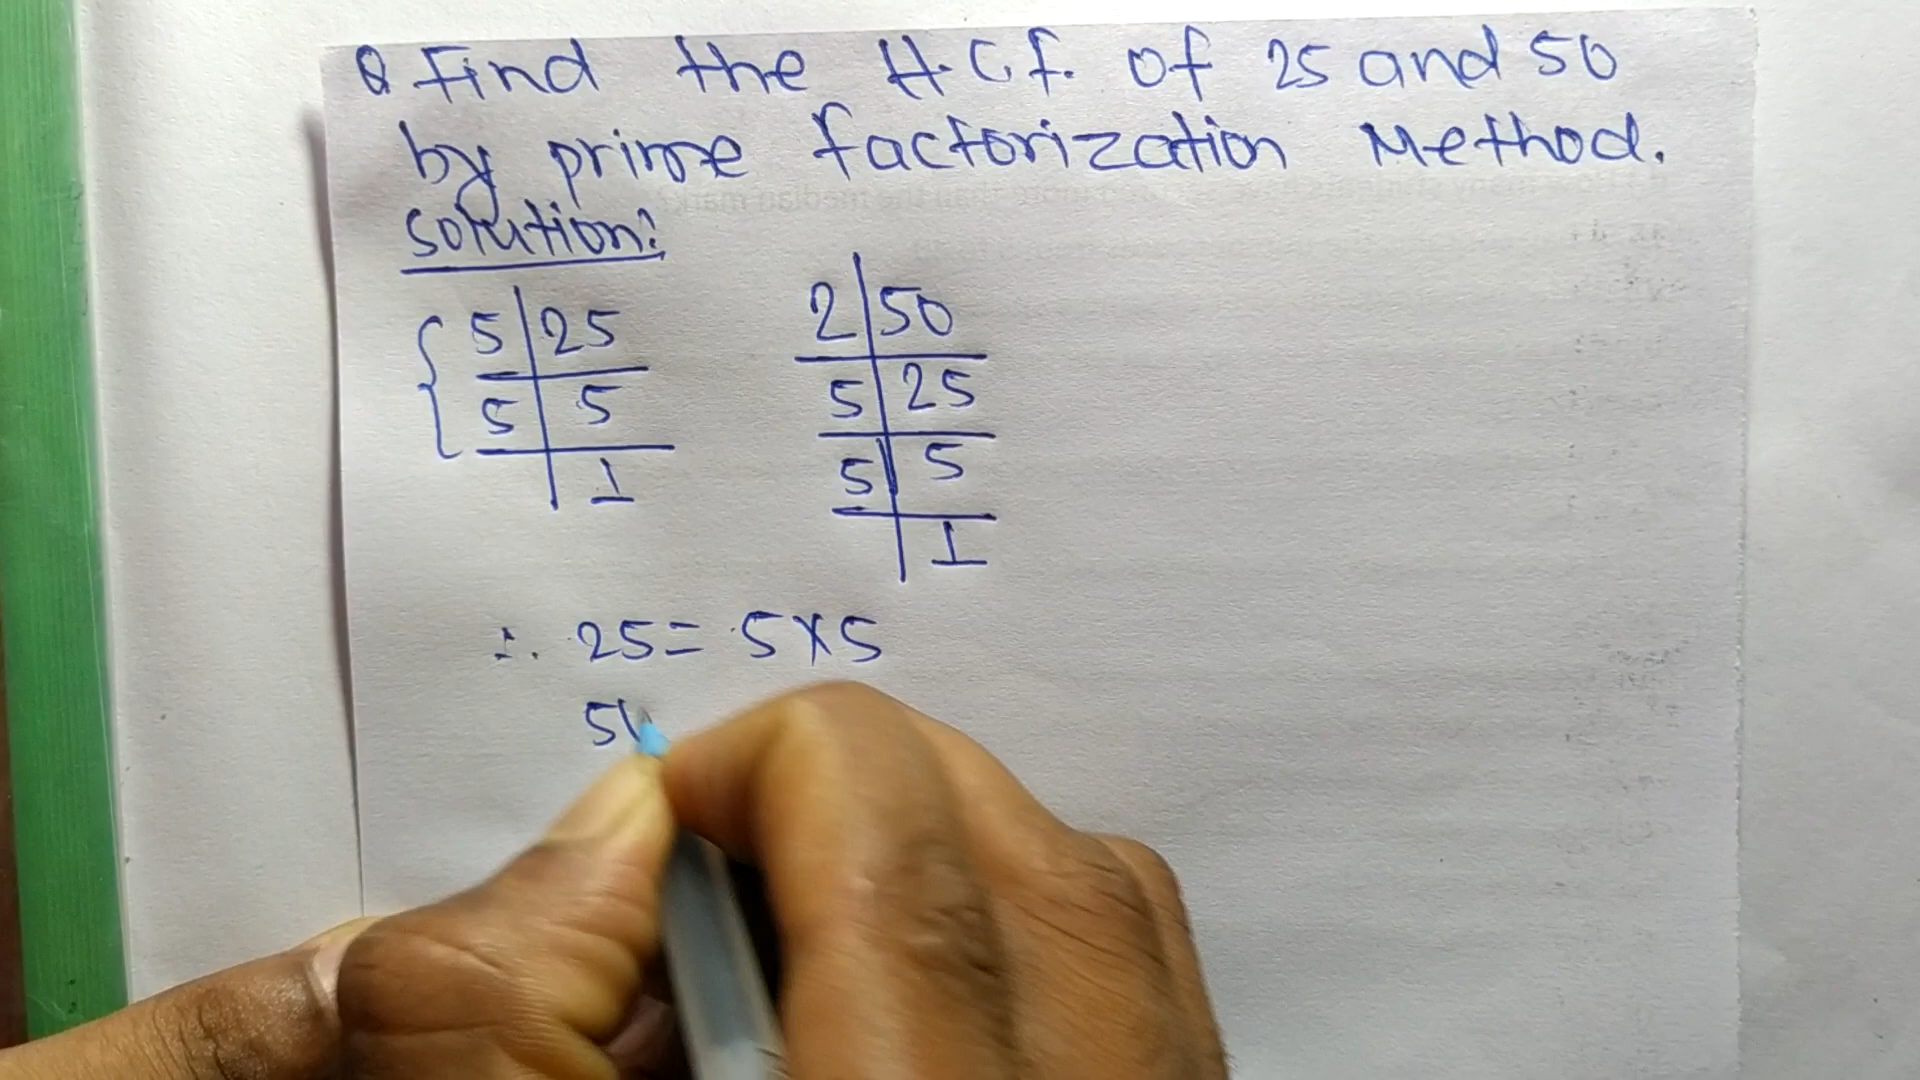 Q Find the H.C.f. of 25 and 50
by prime factorization Method.
solution:
5 25
5 5
1
2 50
5 25
5 5
1
∴ 25 = 5×5
5